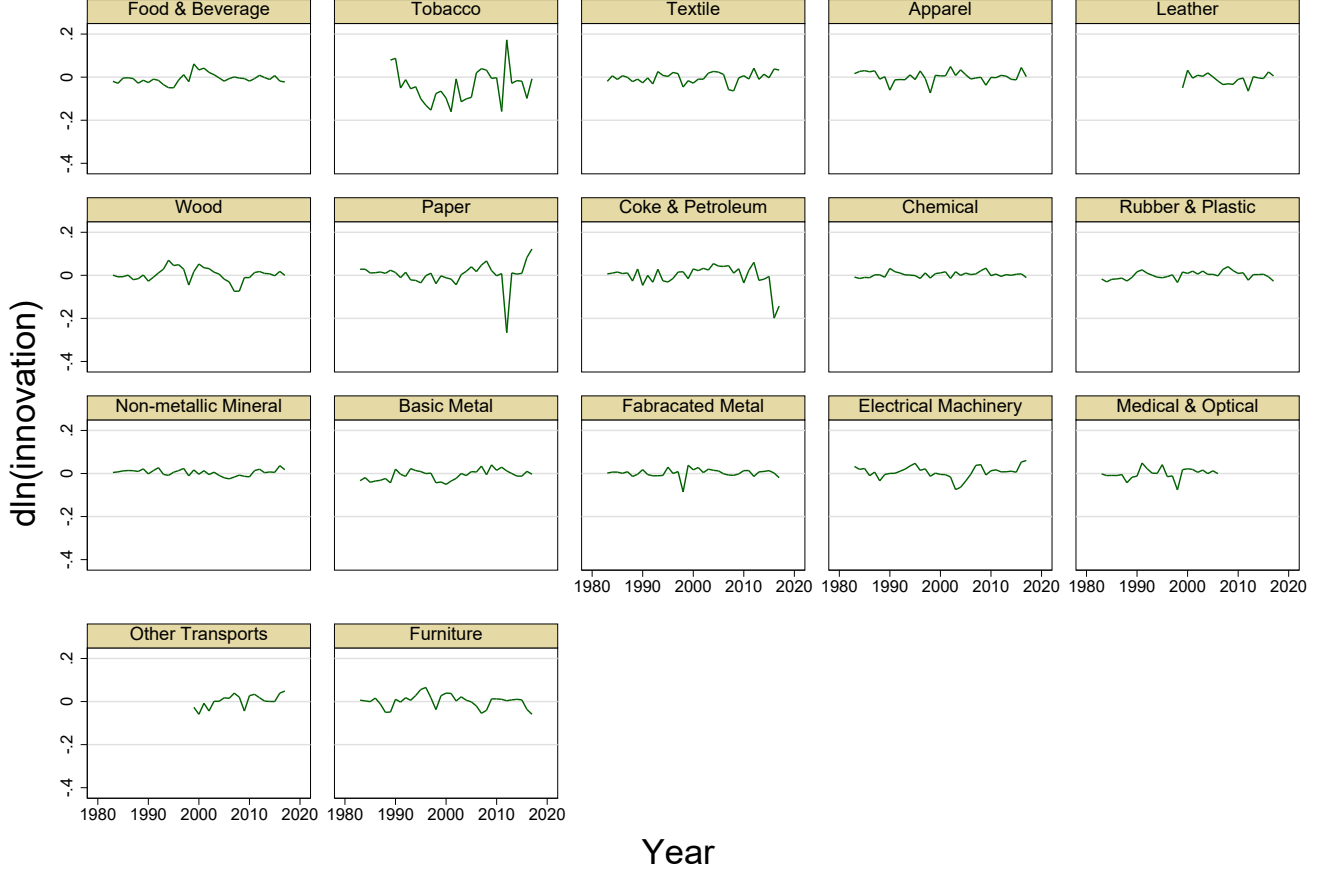 Food & Beverage Tobacco Textile Apparel Leather
.2
0
-.2
-.4
Wood Paper Coke & Petroleum Chemical Rubber & Plastic
.2
0
-.2
-.4
Non-metallic Mineral Basic Metal Fabracated Metal Electrical Machinery Medical & Optical
.2
0
-.2
-.4
1980 1990 2000 2010 2020 1980 1990 2000 2010 2020 1980 1990 2000 2010 2020
Other Transports Furniture
.2
0
-.2
-.4
1980 1990 2000 2010 2020 1980 1990 2000 2010 2020
dln(innovation)
Year